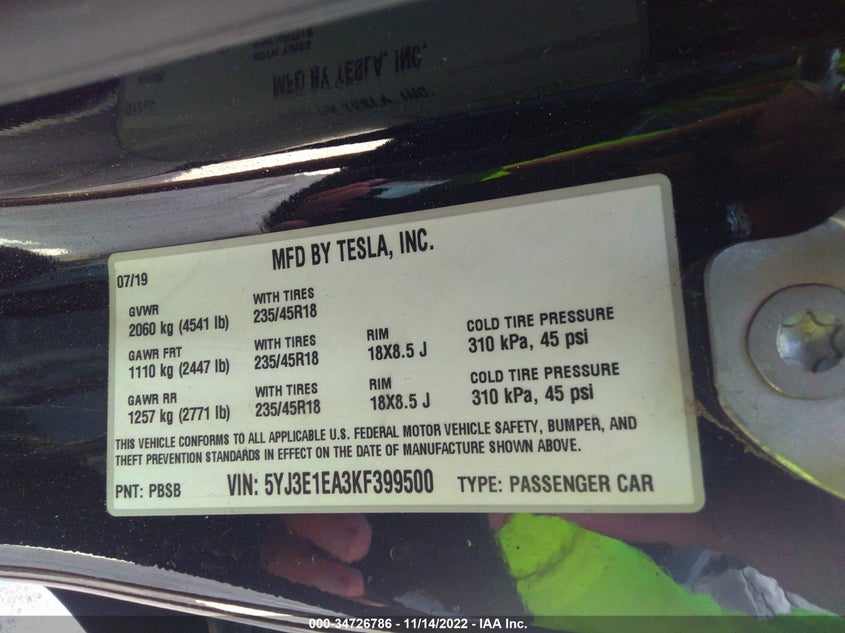 MFD BY TESLA, INC.
07/19
GVWR WITH TIRES
2060 kg (4541 lb) 235/45R18
GAWR FRT WITH TIRES RIM COLD TIRE PRESSURE
1110 kg (2447 lb) 235/45R18 18X8.5 J 310 kPa, 45 psi
GAWR RR WITH TIRES RIM COLD TIRE PRESSURE
1257 kg (2771 lb) 235/45R18 18X8.5 J 310 kPa, 45 psi
THIS VEHICLE CONFORMS TO ALL APPLICABLE U.S. FEDERAL MOTOR VEHICLE SAFETY, BUMPER, AND
THEFT PREVENTION STANDARDS IN EFFECT ON THE DATE OF MANUFACTURE SHOWN ABOVE.
PNT: PBSB VIN: 5YJ3E1EA3KF399500 TYPE: PASSENGER CAR
000-34726786 - 11/14/2022 - IAA Inc.